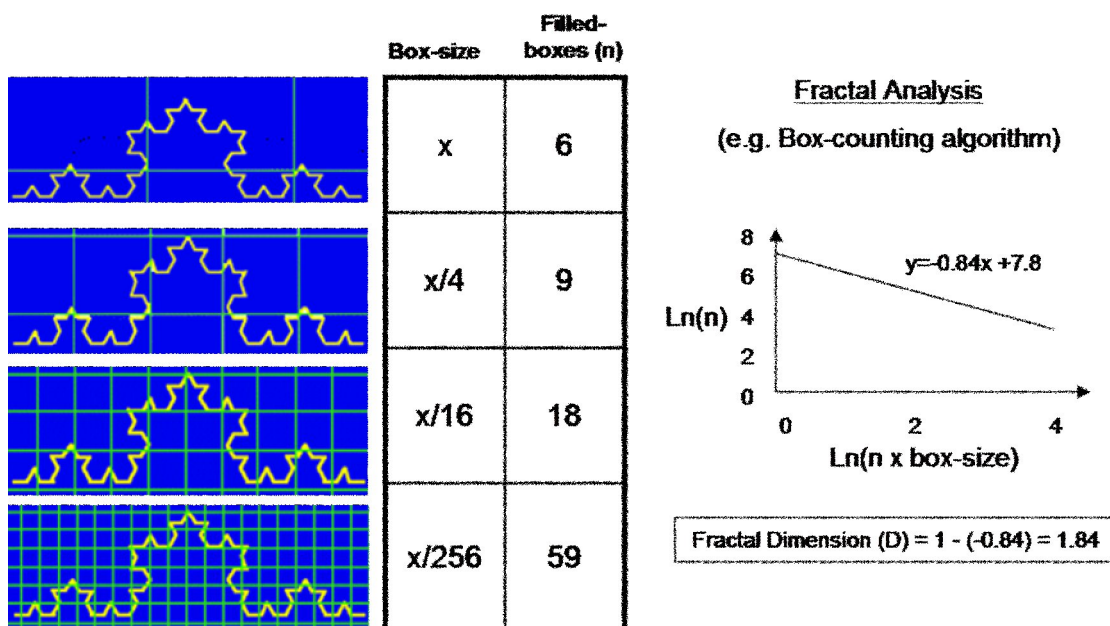 Box-size
Filled-
boxes (n)
x
6
x/4
9
x/16
18
x/256
59
Fractal Analysis
(e.g. Box-counting algorithm)
8
6
4
2
0
Ln(n)
y=-0.84x +7.8
0
2
4
Ln(n x box-size)
Fractal Dimension (D) = 1 - (-0.84) = 1.84